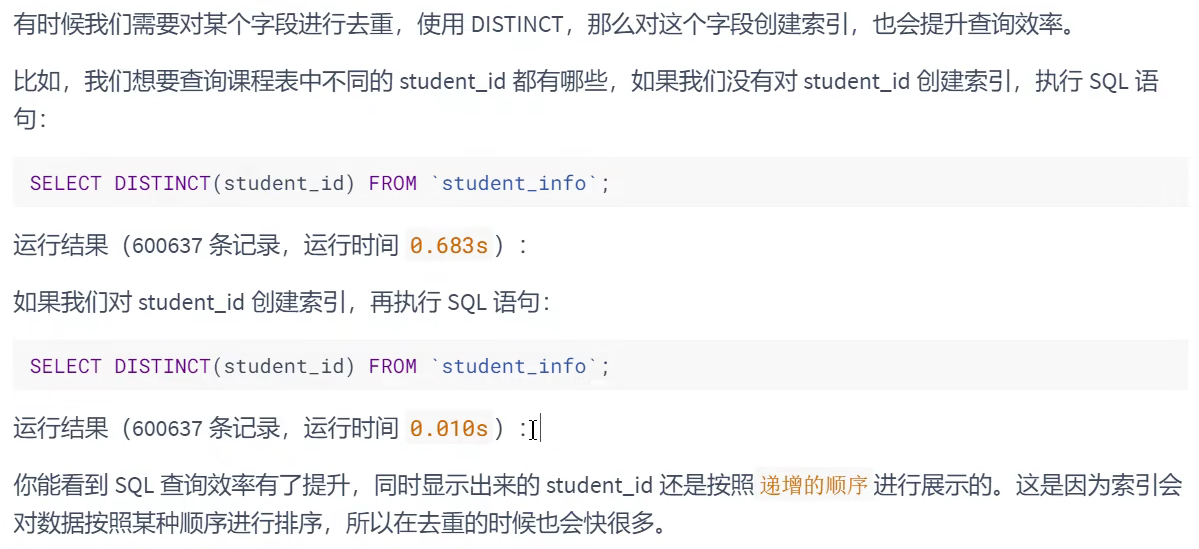 有时候我们需要对某个字段进行去重，使用 DISTINCT，那么对这个字段创建索引，也会提升查询效率。
比如，我们想要查询课程表中不同的 student_id 都有哪些，如果我们没有对 student_id 创建索引，执行 SQL 语
句：
SELECT DISTINCT(student_id) FROM `student_info`;
运行结果（600637 条记录，运行时间 0.683s）：
如果我们对 student_id 创建索引，再执行 SQL 语句：
SELECT DISTINCT(student_id) FROM `student_info`;
运行结果（600637 条记录，运行时间 0.010s）：
你能看到 SQL 查询效率有了提升，同时显示出来的 student_id 还是按照递增的顺序进行展示的。这是因为索引会
对数据按照某种顺序进行排序，所以在去重的时候也会快很多。